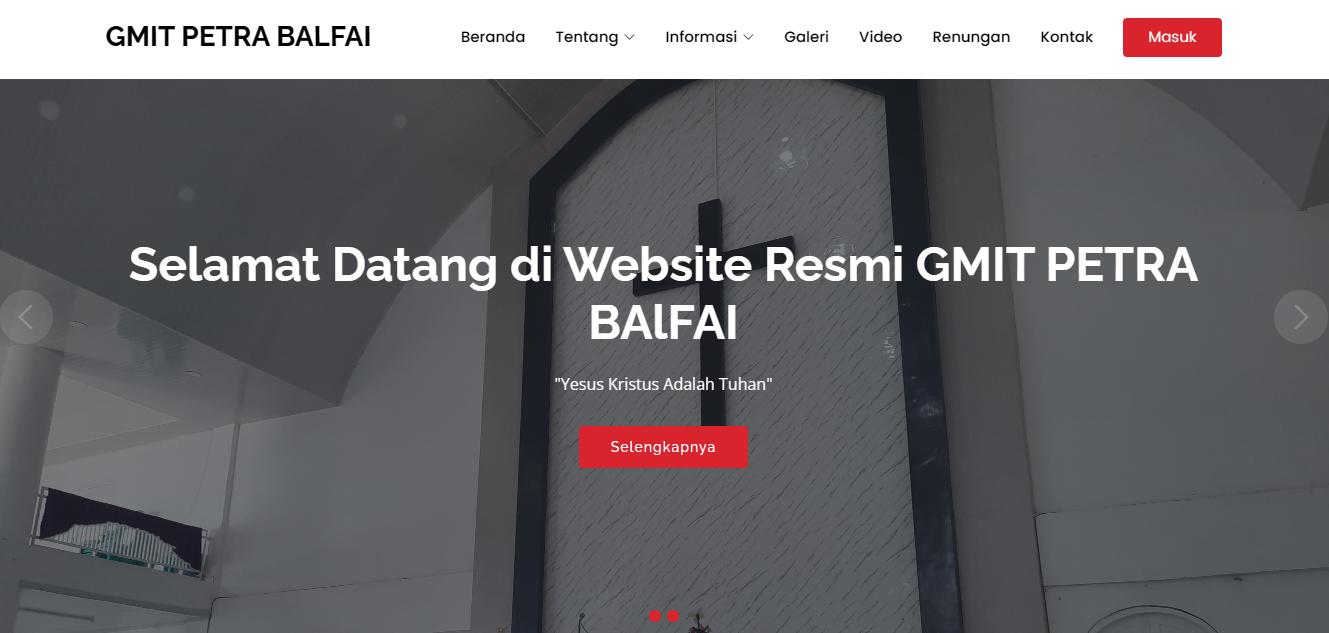 GMIT PETRA BALFAI
Beranda Tentang Informasi Galeri Video Renungan Kontak Masuk
Selamat Datang di Website Resmi GMIT PETRA
BAlFAI
"Yesus Kristus Adalah Tuhan"
Selengkapnya